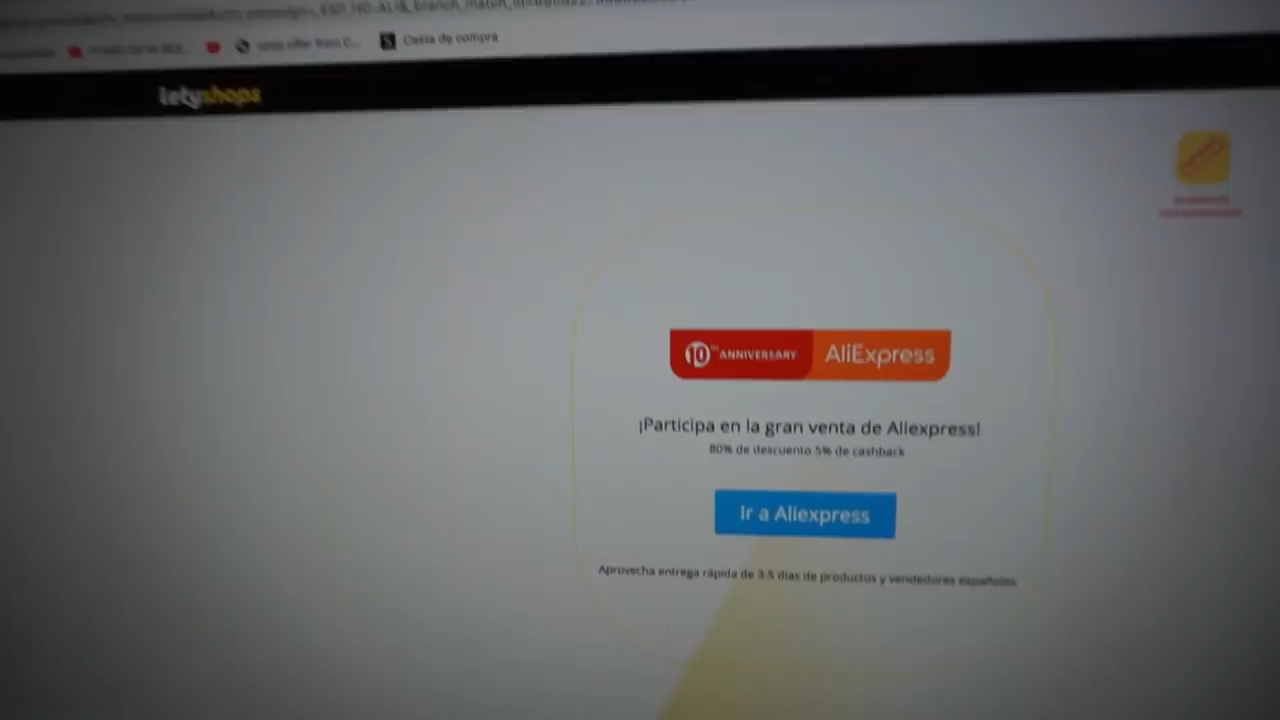 Cesta de compra
letyshops
10TH ANNIVERSARY AliExpress
¡Participa en la gran venta de Aliexpress!
80% de descuento 5% de cashback
Ir a Aliexpress
Aprovecha entrega rápida de 3-5 días de productos y vendedores españoles